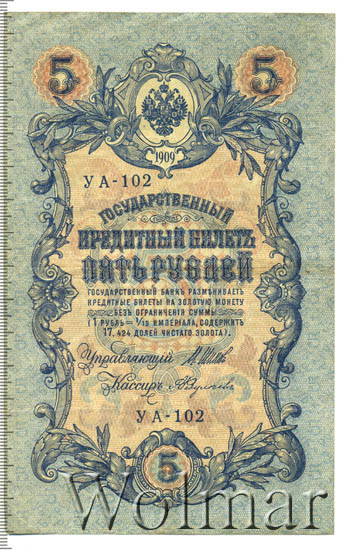 5 5
1909
УА-102
ГОСУДАРСТВЕННЫЙ
КРЕДИТНЫЙ БИЛЕТЪ
ПЯТЬ РУБЛЕЙ
ГОСУДАРСТВЕННЫЙ БАНКЪ РАЗМѢНИВАЕТЪ
КРЕДИТНЫЕ БИЛЕТЫ НА ЗОЛОТУЮ МОНЕТУ
БЕЗЪ ОГРАНИЧЕНІЯ СУММЫ
(1 РУБЛЬ = 1/15 ИМПЕРІАЛА, СОДЕРЖИТЪ
17,424 ДОЛЕЙ ЧИСТАГО ЗОЛОТА).
Управляющій
Кассиръ
УА-102
5
Wolmar